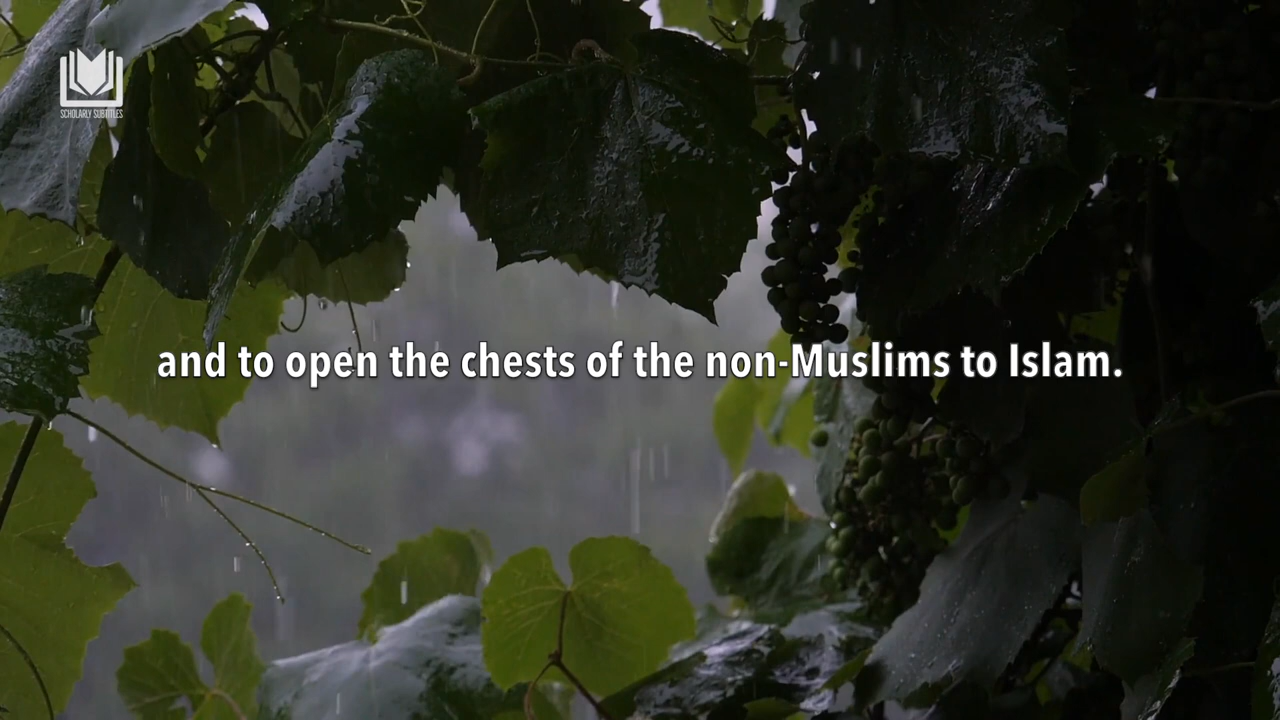 SCHOLARLY SUBTITLES
and to open the chests of the non-Muslims to Islam.